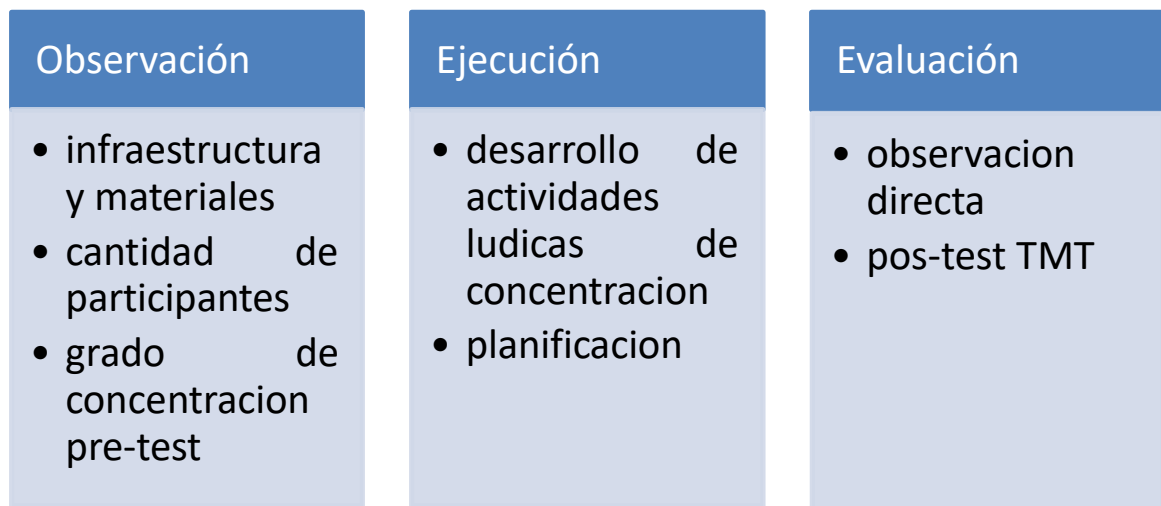 Observación
• infraestructura
y materiales
• cantidad de
participantes
• grado de
concentracion
pre-test
Ejecución
• desarrollo de
actividades
ludicas de
concentracion
• planificacion
Evaluación
• observacion
directa
• pos-test TMT